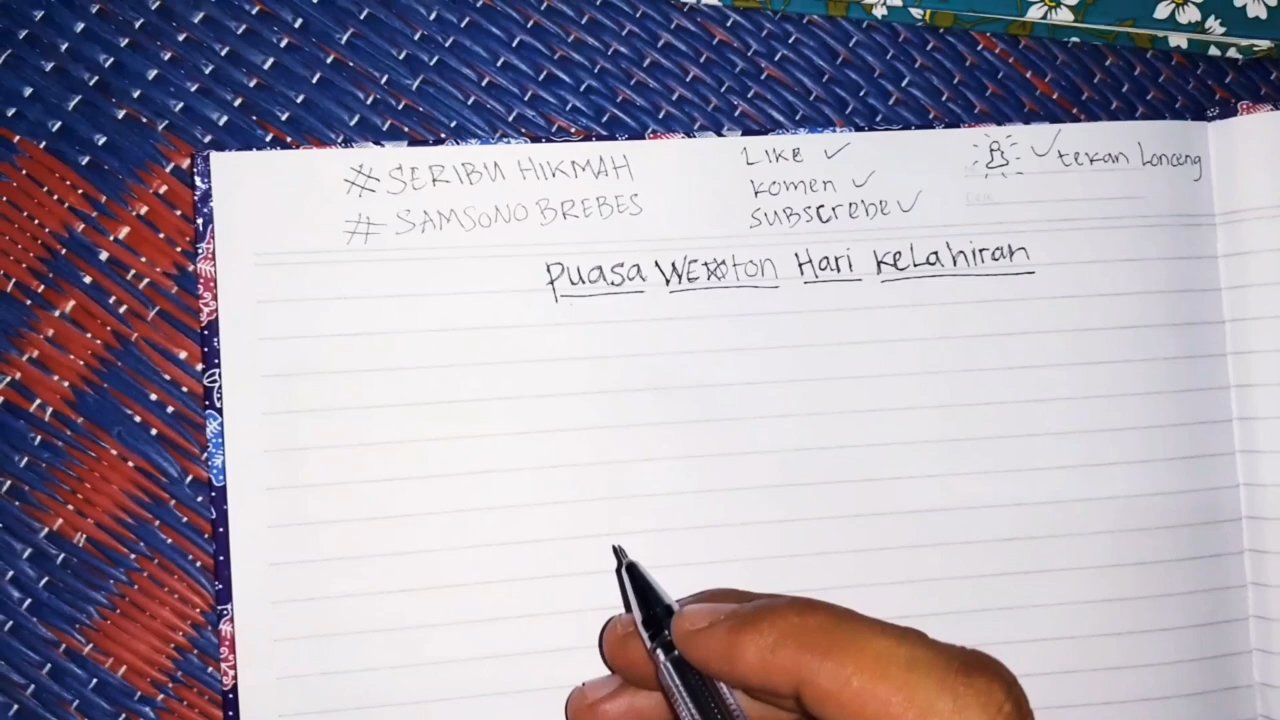 # SERIBU HIKMAH
# SAMSONO BREBES
LIKE ✓
komen ✓
SUBSCREBE ✓
✓ tekan Lonceng
Puasa WEton Hari KeLahiran